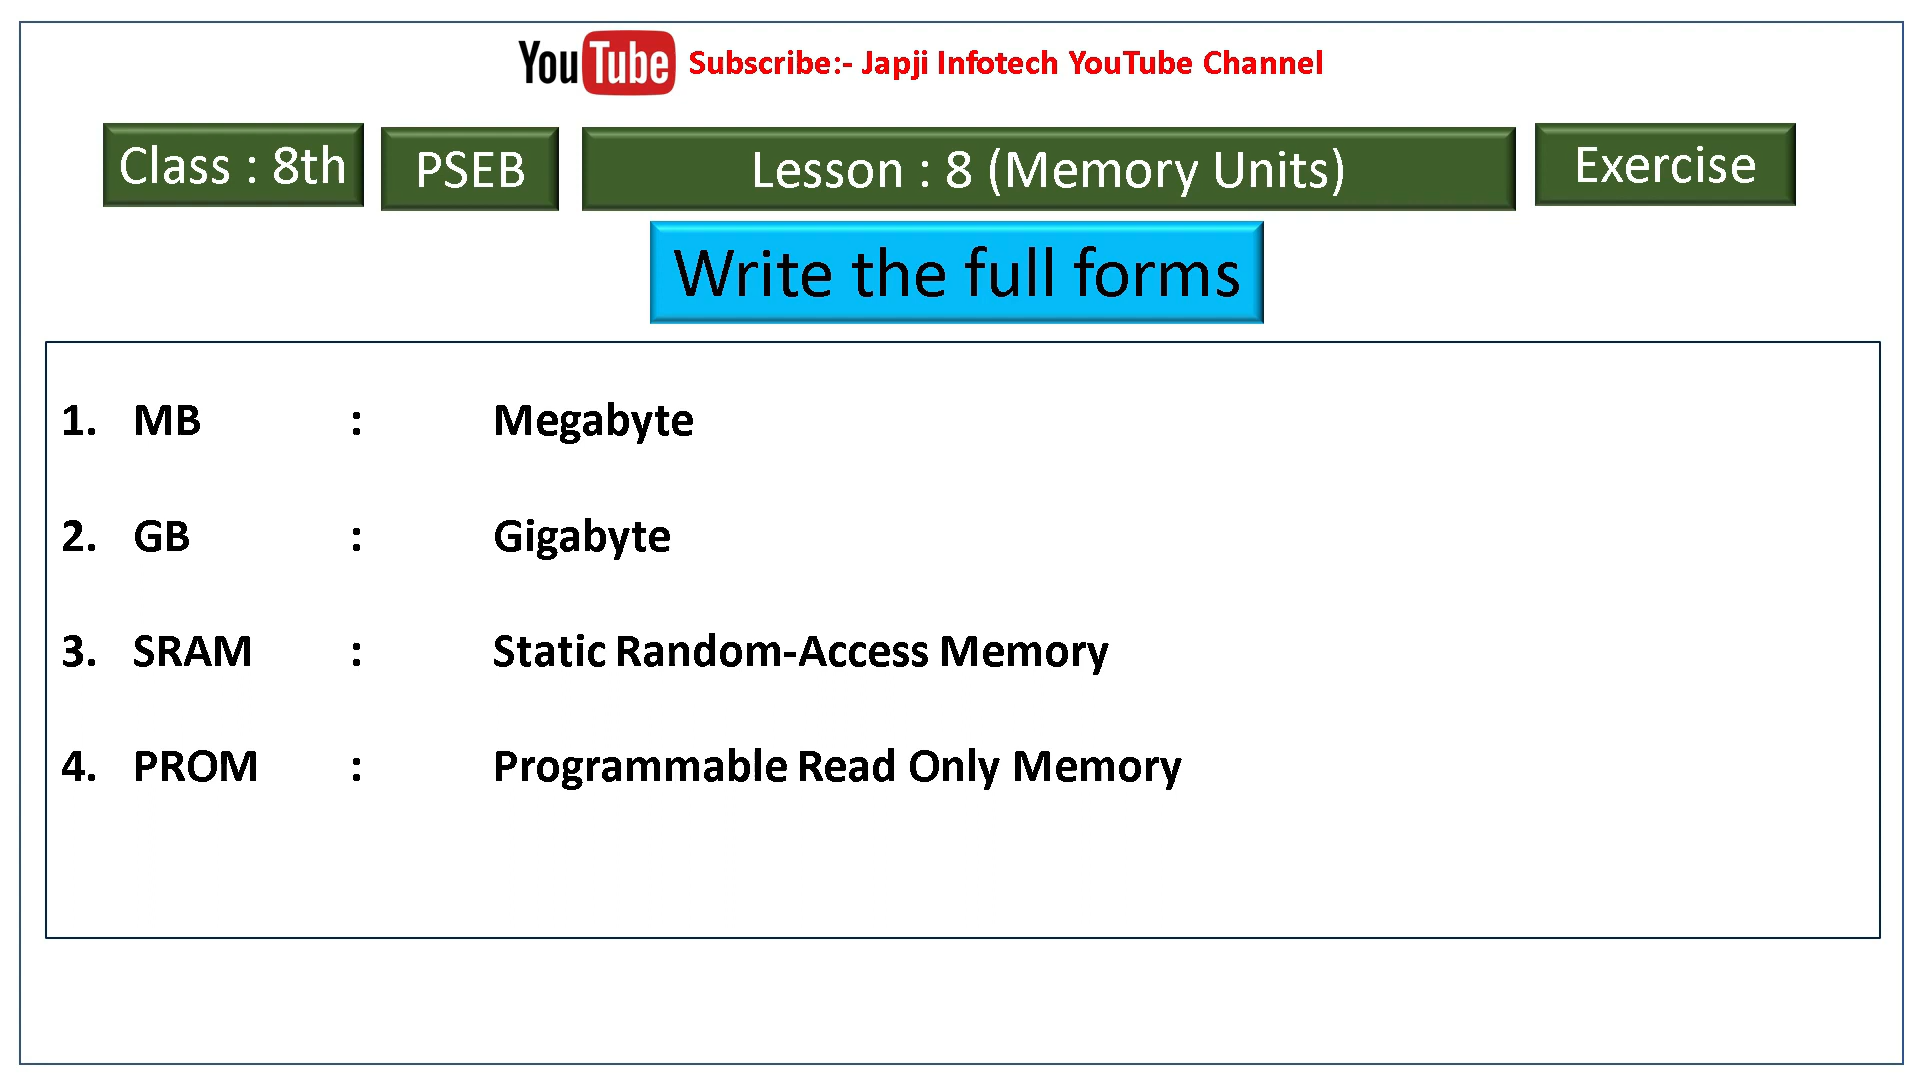 YouTube Subscribe:- Japji Infotech YouTube Channel
Class : 8th PSEB Lesson : 8 (Memory Units) Exercise
Write the full forms
1. MB : Megabyte
2. GB : Gigabyte
3. SRAM : Static Random-Access Memory
4. PROM : Programmable Read Only Memory